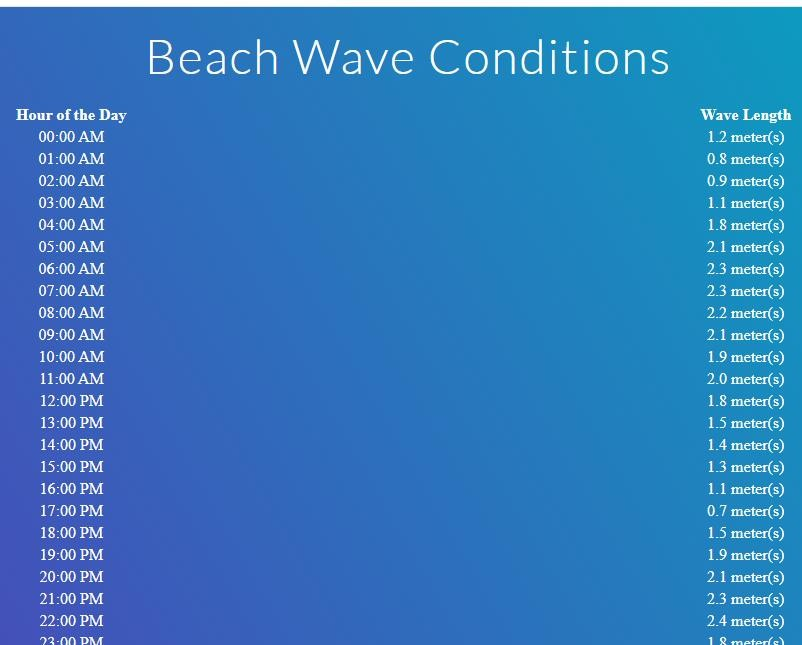 Beach Wave Conditions
Hour of the Day Wave Length
00:00 AM 1.2 meter(s)
01:00 AM 0.8 meter(s)
02:00 AM 0.9 meter(s)
03:00 AM 1.1 meter(s)
04:00 AM 1.8 meter(s)
05:00 AM 2.1 meter(s)
06:00 AM 2.3 meter(s)
07:00 AM 2.3 meter(s)
08:00 AM 2.2 meter(s)
09:00 AM 2.1 meter(s)
10:00 AM 1.9 meter(s)
11:00 AM 2.0 meter(s)
12:00 PM 1.8 meter(s)
13:00 PM 1.5 meter(s)
14:00 PM 1.4 meter(s)
15:00 PM 1.3 meter(s)
16:00 PM 1.1 meter(s)
17:00 PM 0.7 meter(s)
18:00 PM 1.5 meter(s)
19:00 PM 1.9 meter(s)
20:00 PM 2.1 meter(s)
21:00 PM 2.3 meter(s)
22:00 PM 2.4 meter(s)
23:00 PM 1.8 meter(s)